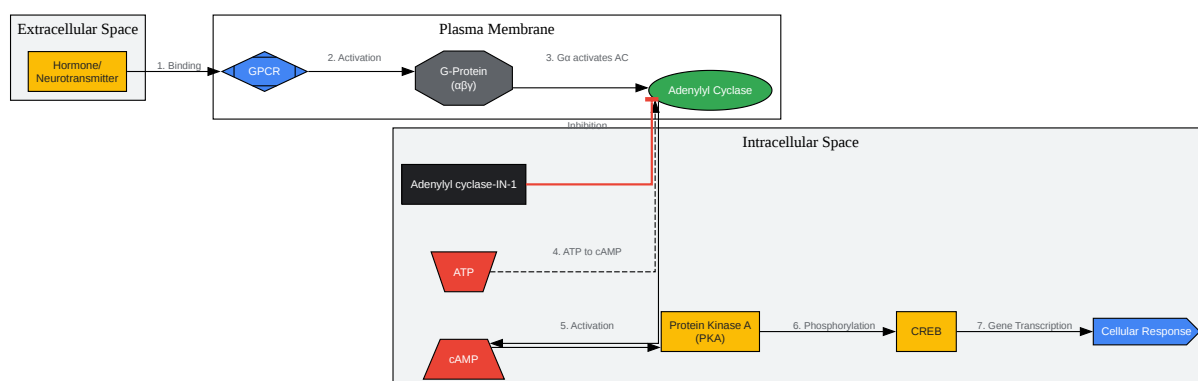 Extracellular Space
Plasma Membrane
Hormone/
Neurotransmitter
1. Binding
GPCR
2. Activation
G-Protein
(αβγ)
3. Gα activates AC
Adenylyl Cyclase
Inhibition
Intracellular Space
Adenylyl cyclase-IN-1
4. ATP to cAMP
ATP
5. Activation
cAMP
Protein Kinase A
(PKA)
6. Phosphorylation
CREB
7. Gene Transcription
Cellular Response